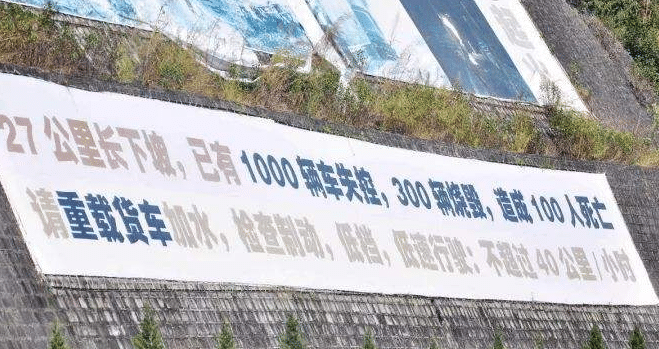 27公里长下坡，已有1000辆车失控，300辆烧毁，造成100人死亡
请重载货车加水，检查制动，低档，低速行驶；不超过40公里/小时